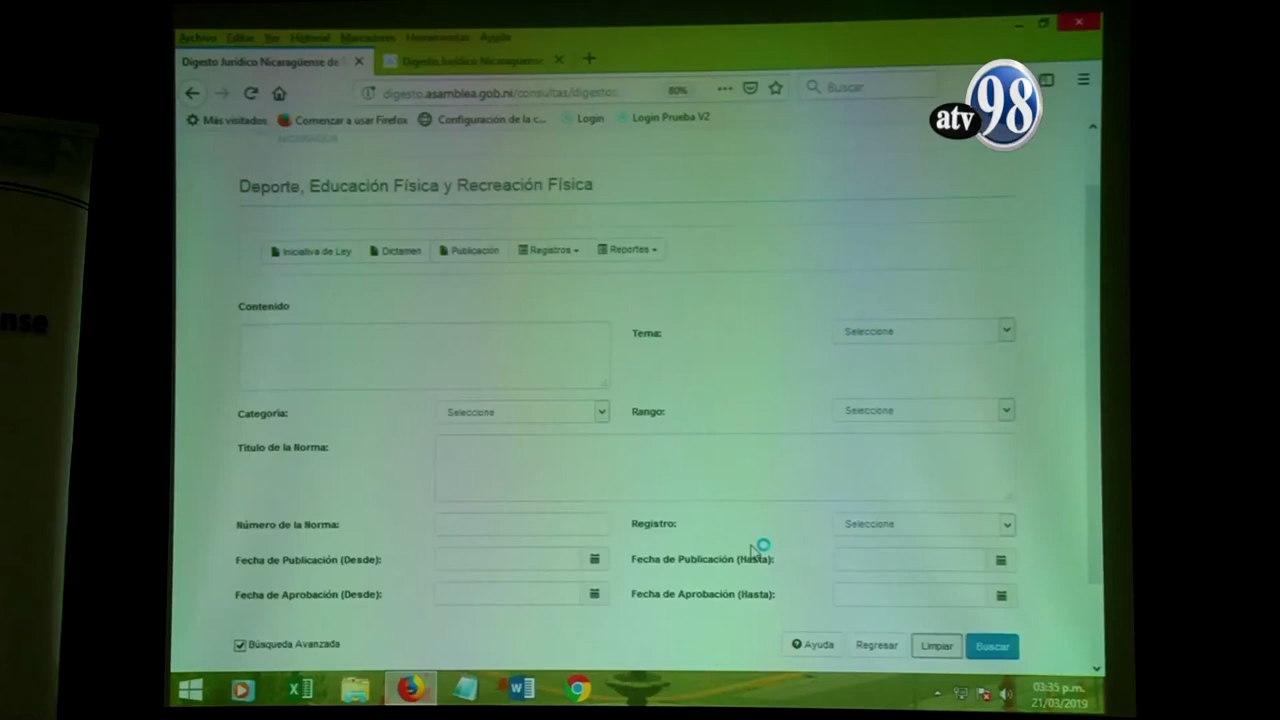 Archivo Editar Ver Historial Marcadores Herramientas Ayuda
Digesto Jurídico Nicaragüense de
Digesto Jurídico Nicaragüense
digesto.asamblea.gob.ni/consultas/digesto
80%
Buscar
atv 98
Más visitados Comenzar a usar Firefox Configuración de la c... Login Login Prueba V2
Deporte, Educación Física y Recreación Física
Iniciativa de Ley Dictamen Publicación Registros Reportes
Contenido
Tema: Seleccione
Categoría: Seleccione Rango: Seleccione
Título de la Norma:
Número de la Norma: Registro: Seleccione
Fecha de Publicación (Desde): Fecha de Publicación (Hasta):
Fecha de Aprobación (Desde): Fecha de Aprobación (Hasta):
Búsqueda Avanzada Ayuda Regresar Limpiar Buscar
nse
03:35 p.m.
21/03/2019